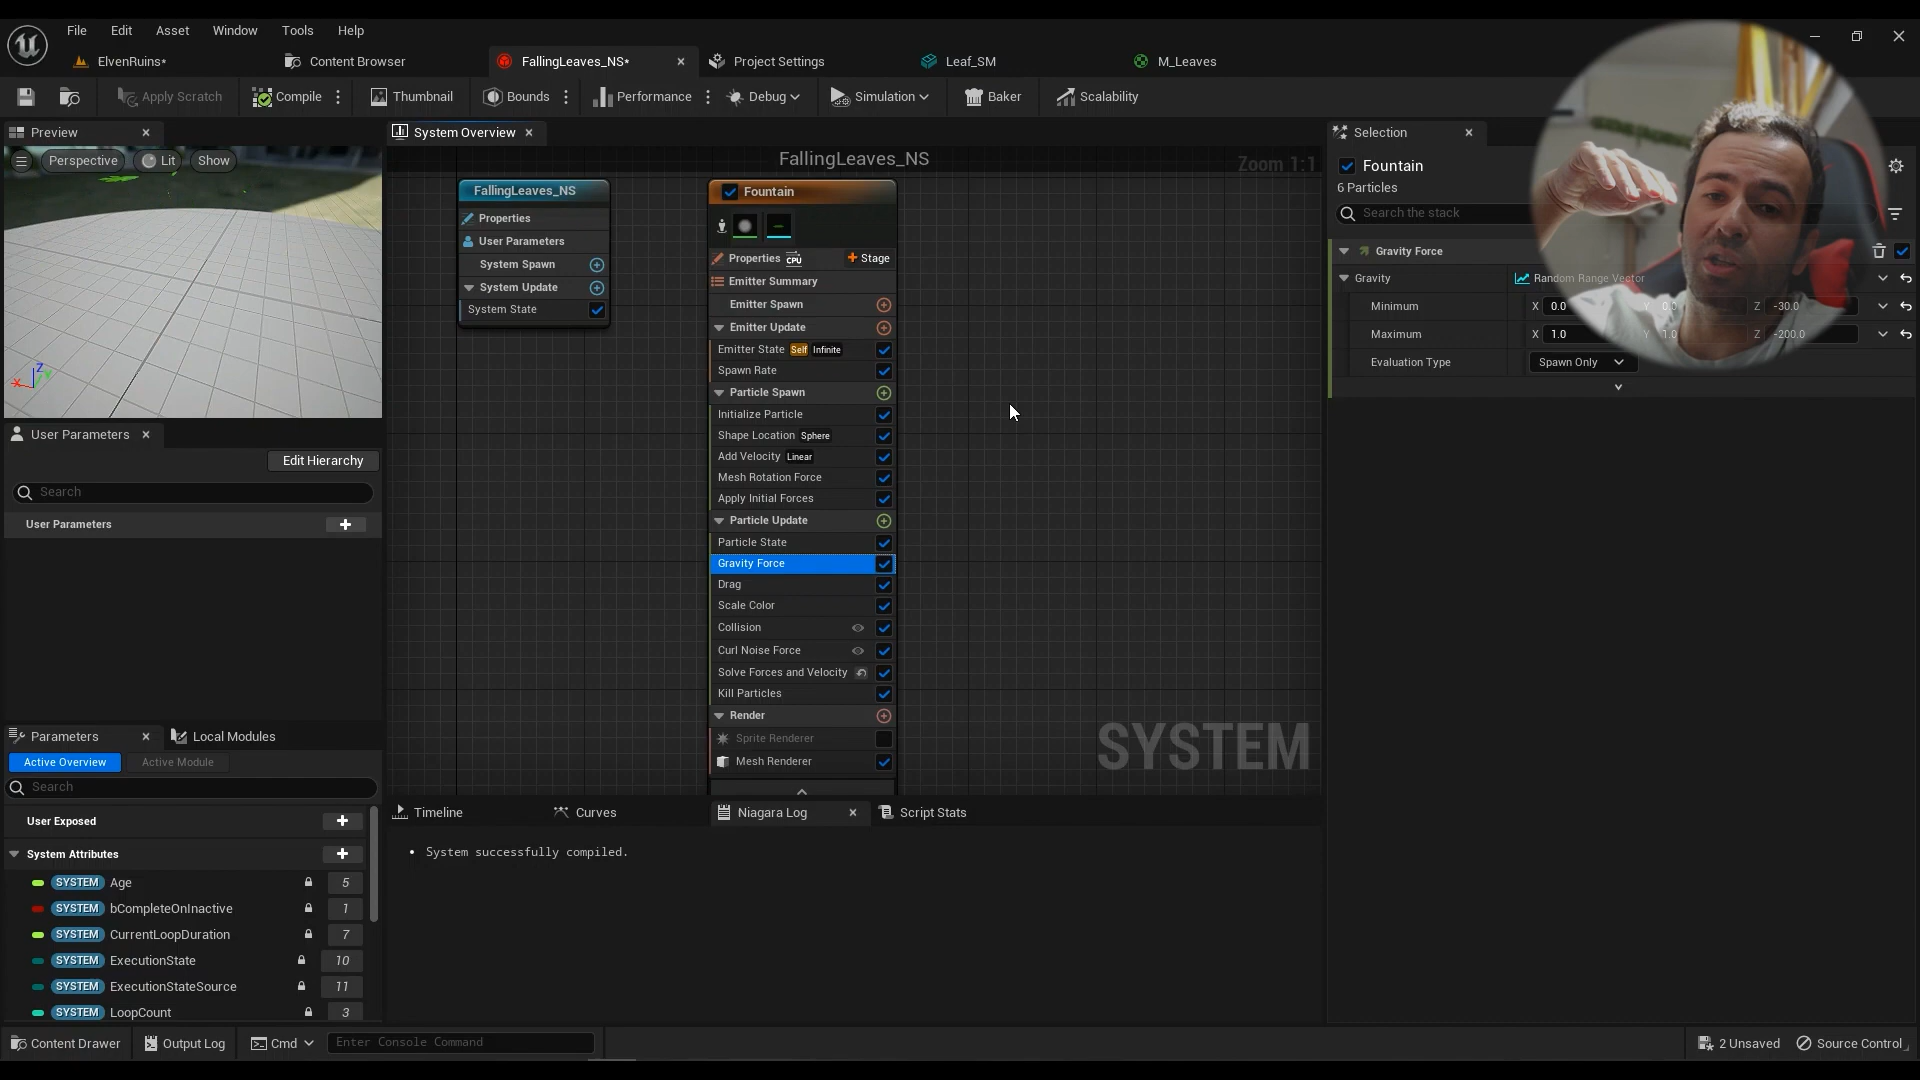 File Edit Asset Window Tools Help
ElvenRuins* Content Browser FallingLeaves_NS* Project Settings Leaf_SM M_Leaves
Apply Scratch Compile Thumbnail Bounds Performance Debug Simulation Baker Scalability
Preview
Perspective Lit Show
X Z Y
User Parameters
Edit Hierarchy
Search
User Parameters
Parameters Local Modules
Active Overview Active Module
Search
User Exposed
System Attributes
SYSTEM Age 5
SYSTEM bCompleteOnInactive 1
SYSTEM CurrentLoopDuration 7
SYSTEM ExecutionState 10
SYSTEM ExecutionStateSource 11
SYSTEM LoopCount 3
System Overview
FallingLeaves_NS
Zoom 1:1
FallingLeaves_NS
Properties
User Parameters
System Spawn
System Update
System State
Fountain
Properties CPU Stage
Emitter Summary
Emitter Spawn
Emitter Update
Emitter State Self Infinite
Spawn Rate
Particle Spawn
Initialize Particle
Shape Location Sphere
Add Velocity Linear
Mesh Rotation Force
Apply Initial Forces
Particle Update
Particle State
Gravity Force
Drag
Scale Color
Collision
Curl Noise Force
Solve Forces and Velocity
Kill Particles
Render
Sprite Renderer
Mesh Renderer
SYSTEM
Timeline Curves Niagara Log Script Stats
System successfully compiled.
Selection
Fountain
6 Particles
Search the stack
Gravity Force
Gravity Random Range Vector
Minimum X 0.0 Y 0.0 Z -30.0
Maximum X 1.0 Y 1.0 Z -200.0
Evaluation Type Spawn Only
Content Drawer Output Log Cmd Enter Console Command 2 Unsaved Source Control